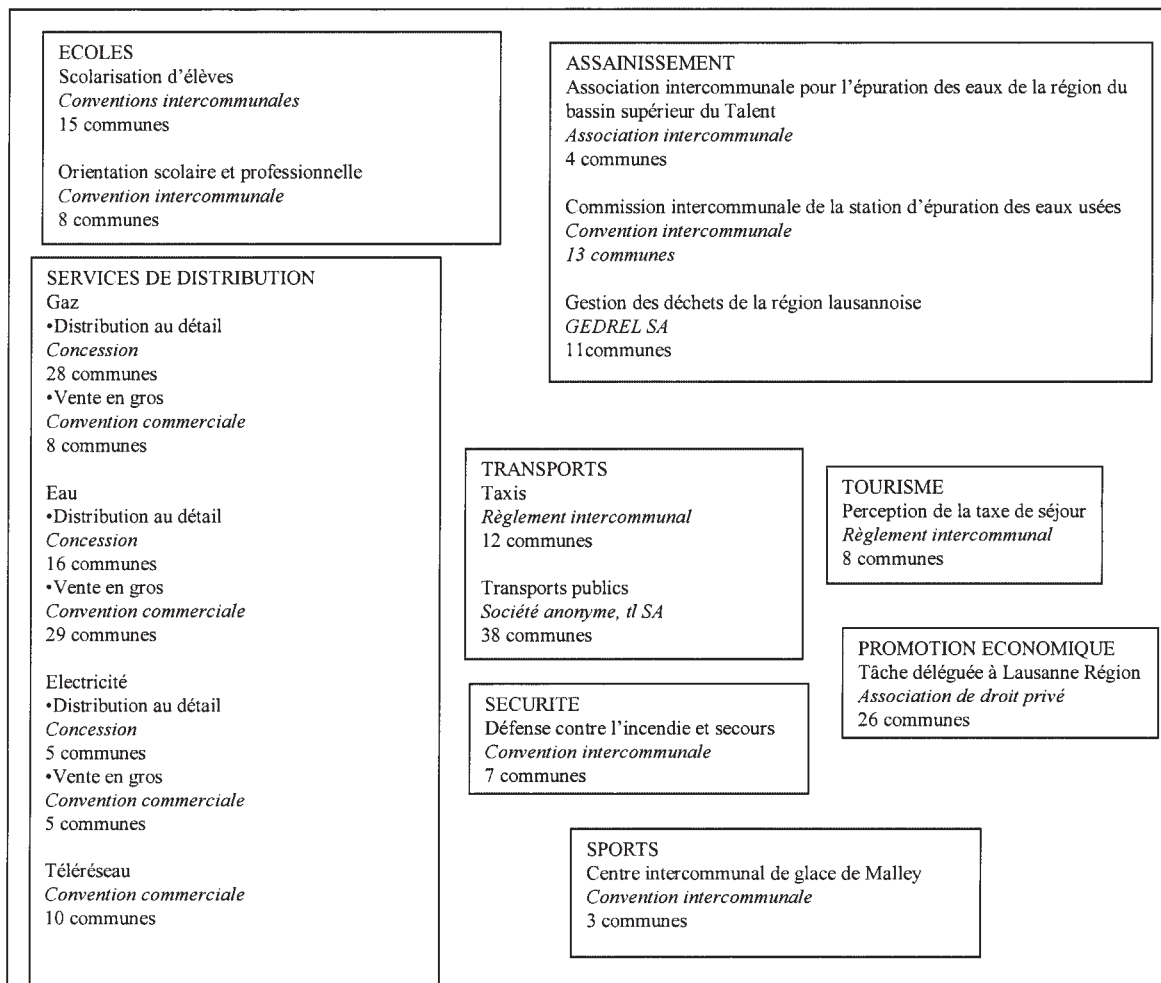 ECOLES
Scolarisation d'élèves
Conventions intercommunales
15 communes
Orientation scolaire et professionnelle
Convention intercommunale
8 communes
ASSAINISSEMENT
Association intercommunale pour l'épuration des eaux de la région du
bassin supérieur du Talent
Association intercommunale
4 communes
Commission intercommunale de la station d'épuration des eaux usées
Convention intercommunale
13 communes
Gestion des déchets de la région lausannoise
GEDREL SA
11communes
SERVICES DE DISTRIBUTION
Gaz
•Distribution au détail
Concession
28 communes
•Vente en gros
Convention commerciale
8 communes
Eau
•Distribution au détail
Concession
16 communes
•Vente en gros
Convention commerciale
29 communes
Electricité
•Distribution au détail
Concession
5 communes
•Vente en gros
Convention commerciale
5 communes
Téléréseau
Convention commerciale
10 communes
TRANSPORTS
Taxis
Règlement intercommunal
12 communes
Transports publics
Société anonyme, tl SA
38 communes
TOURISME
Perception de la taxe de séjour
Règlement intercommunal
8 communes
PROMOTION ECONOMIQUE
Tâche déléguée à Lausanne Région
Association de droit privé
26 communes
SECURITE
Défense contre l'incendie et secours
Convention intercommunale
7 communes
SPORTS
Centre intercommunal de glace de Malley
Convention intercommunale
3 communes